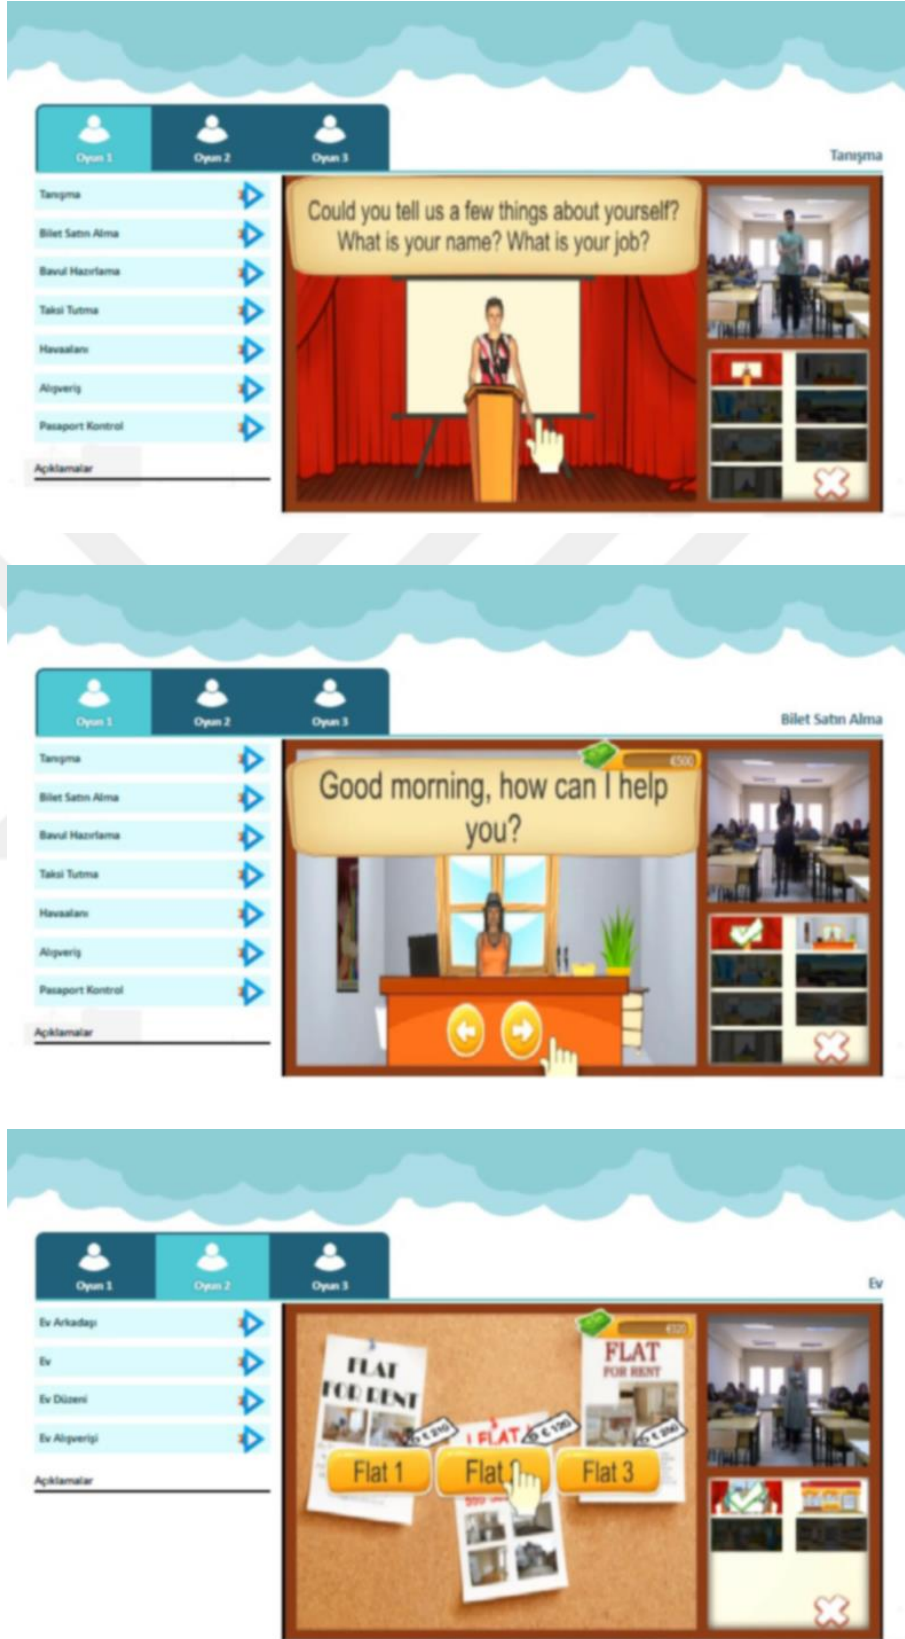 Oyun 1
Oyun 2
Oyun 3
Tanışma
Tanışma
Bilet Satın Alma
Bavul Hazırlama
Taksi Tutma
Havaalanı
Alışveriş
Pasaport Kontrol
Açıklamalar
Could you tell us a few things about yourself?
What is your name? What is your job?
Oyun 1
Oyun 2
Oyun 3
Bilet Satın Alma
Tanışma
Bilet Satın Alma
Bavul Hazırlama
Taksi Tutma
Havaalanı
Alışveriş
Pasaport Kontrol
Açıklamalar
€500
Good morning, how can I help
you?
Oyun 1
Oyun 2
Oyun 3
Ev
Ev Arkadaşı
Ev
Ev Düzeni
Ev Alışverişi
Açıklamalar
FLAT
FOR RENT
€ 210
FLAT
€ 120
FLAT
FOR RENT
Flat 1
Flat
Flat 3